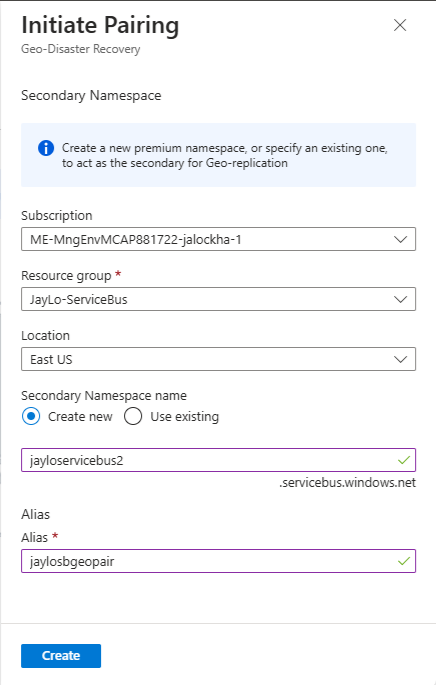 Initiate Pairing
Geo-Disaster Recovery
Secondary Namespace
Create a new premium namespace, or specify an existing one,
to act as the secondary for Geo-replication
Subscription
ME-MngEnvMCAP881722-jalockha-1
Resource group *
JayLo-ServiceBus
Location
East US
Secondary Namespace name
Create new Use existing
jayloservicebus2
.servicebus.windows.net
Alias
Alias *
jaylosbgeopair
Create